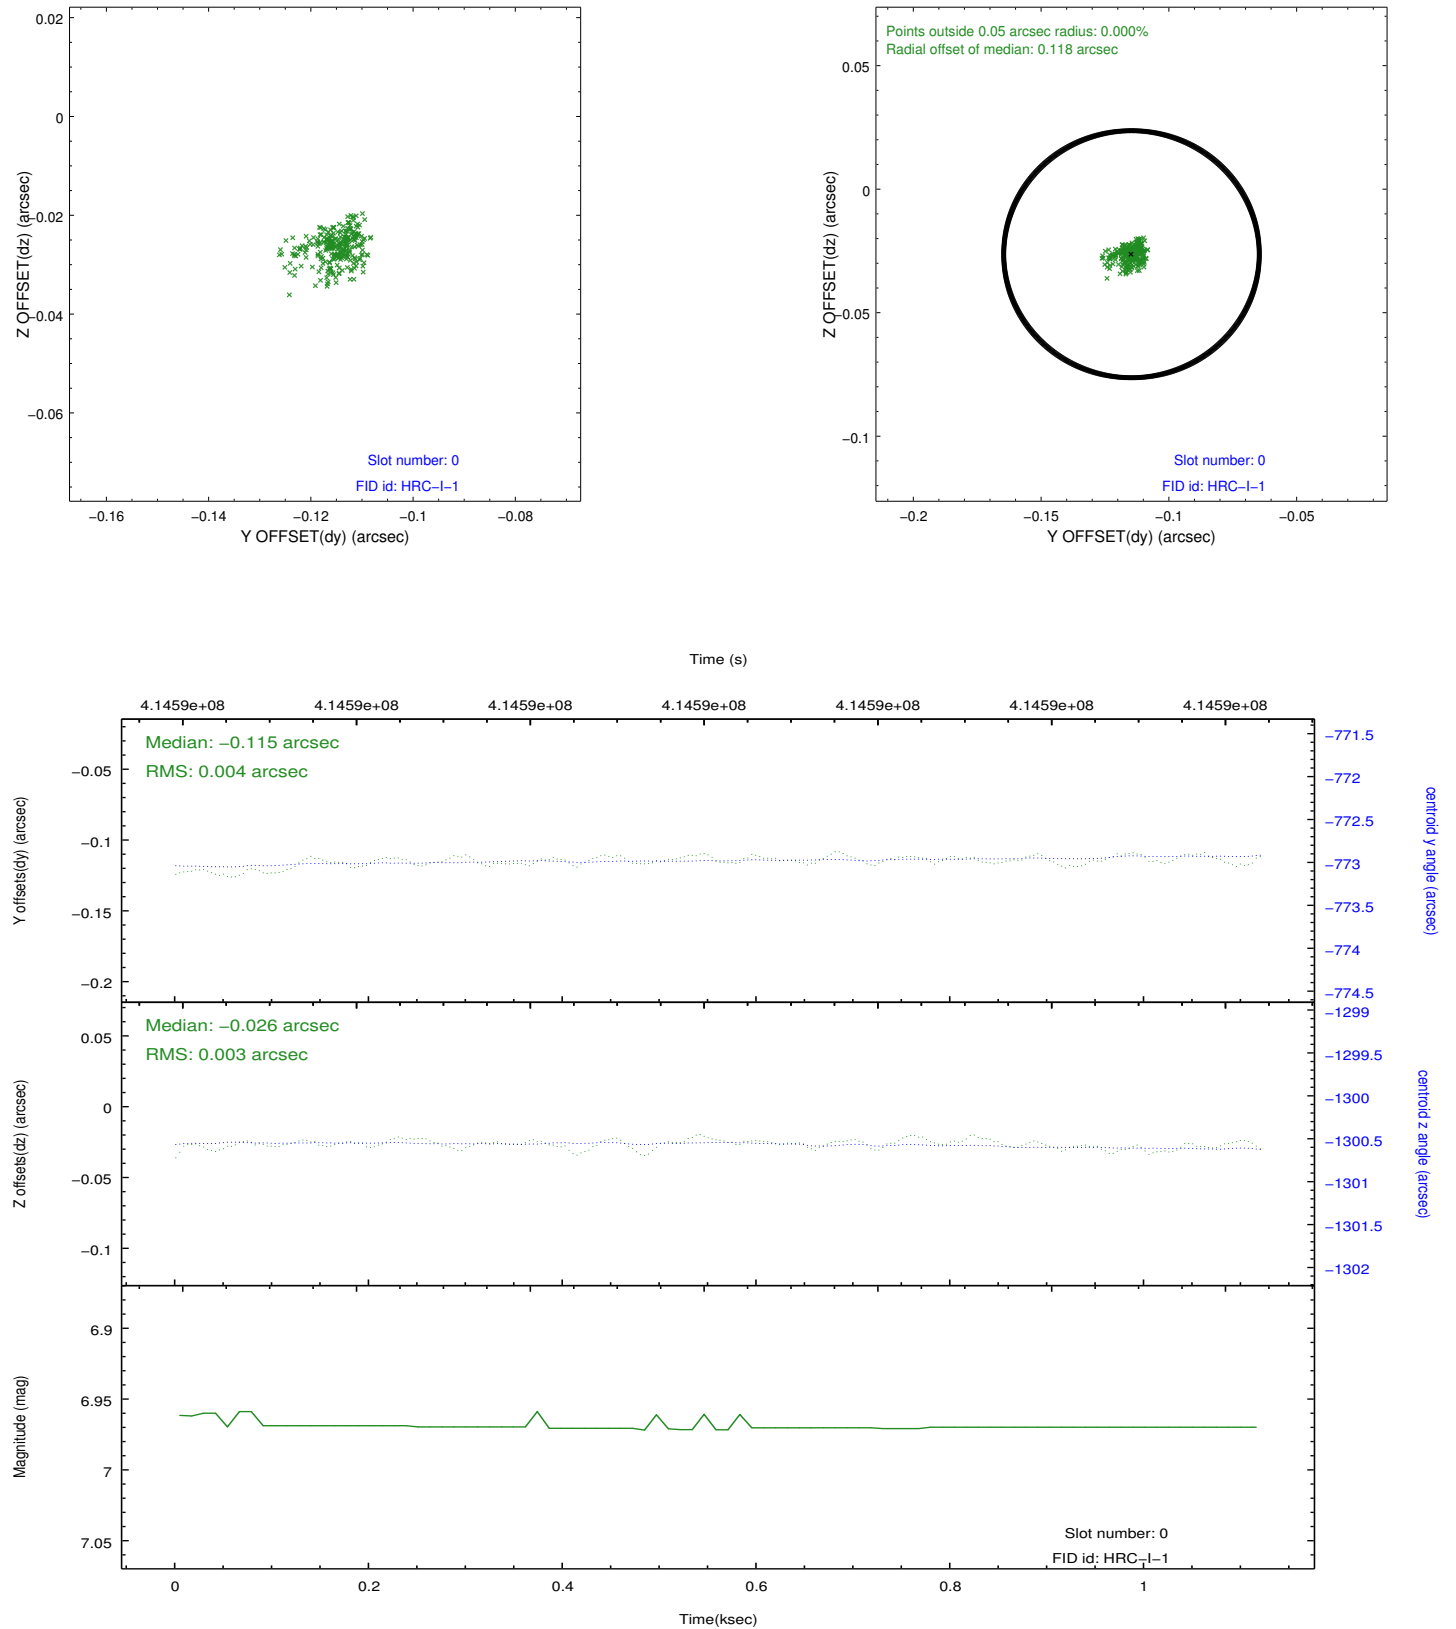 0.02
0
−0.02
−0.04
−0.06
Z OFFSET(dz) (arcsec)
Slot number: 0
FID id: HRC−I−1
−0.16
−0.14
−0.12
−0.1
−0.08
Y OFFSET(dy) (arcsec)
Points outside 0.05 arcsec radius: 0.000%
Radial offset of median: 0.118 arcsec
0.05
0
−0.05
−0.1
Z OFFSET(dz) (arcsec)
Slot number: 0
FID id: HRC−I−1
−0.2
−0.15
−0.1
−0.05
Y OFFSET(dy) (arcsec)
Time (s)
4.1459e+08 4.1459e+08 4.1459e+08 4.1459e+08 4.1459e+08 4.1459e+08 4.1459e+08
Median: −0.115 arcsec
RMS: 0.004 arcsec
−0.05
−0.1
−0.15
−0.2
Y offsets(dy) (arcsec)
−771.5
−772
−772.5
−773
−773.5
−774
−774.5
centroid y angle (arcsec)
Median: −0.026 arcsec
RMS: 0.003 arcsec
0.05
0
−0.05
−0.1
Z offsets(dz) (arcsec)
−1299
−1299.5
−1300
−1300.5
−1301
−1301.5
−1302
centroid z angle (arcsec)
6.9
6.95
7
7.05
Magnitude (mag)
Slot number: 0
FID id: HRC−I−1
0
0.2
0.4
0.6
0.8
1
Time(ksec)